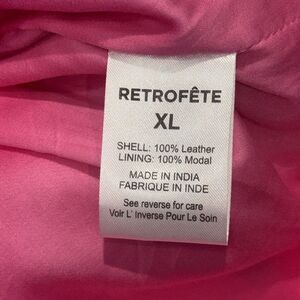 RETROFÊTE
XL
SHELL: 100% Leather
LINING: 100% Modal
MADE IN INDIA
FABRIQUE IN INDE
See reverse for care
Voir L' Inverse Pour Le Soin